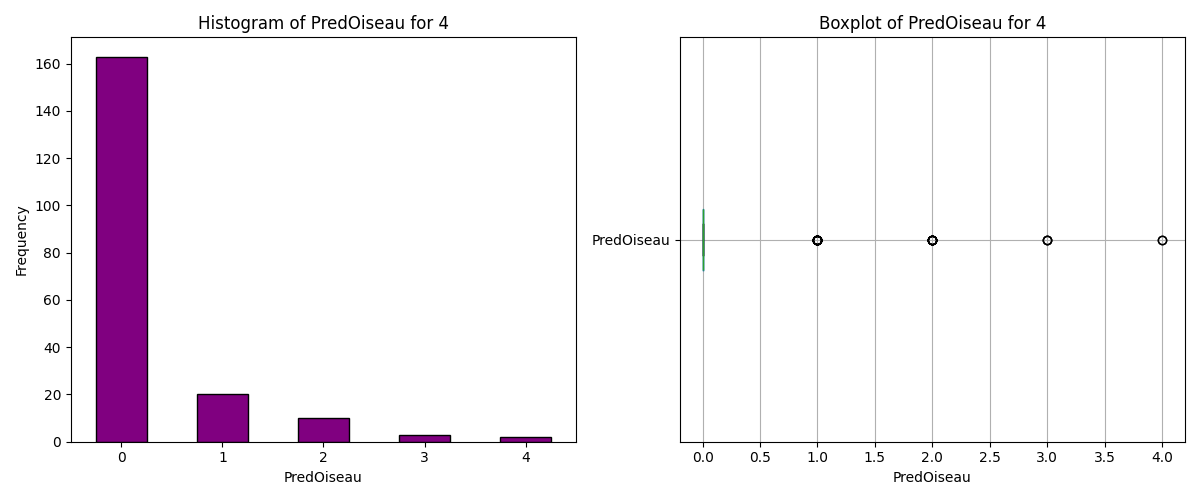 Histogram of PredOiseau for 4
160
140
120
100
80
60
40
20
0
Frequency
0 1 2 3 4
PredOiseau
Boxplot of PredOiseau for 4
PredOiseau
0.0 0.5 1.0 1.5 2.0 2.5 3.0 3.5 4.0
PredOiseau